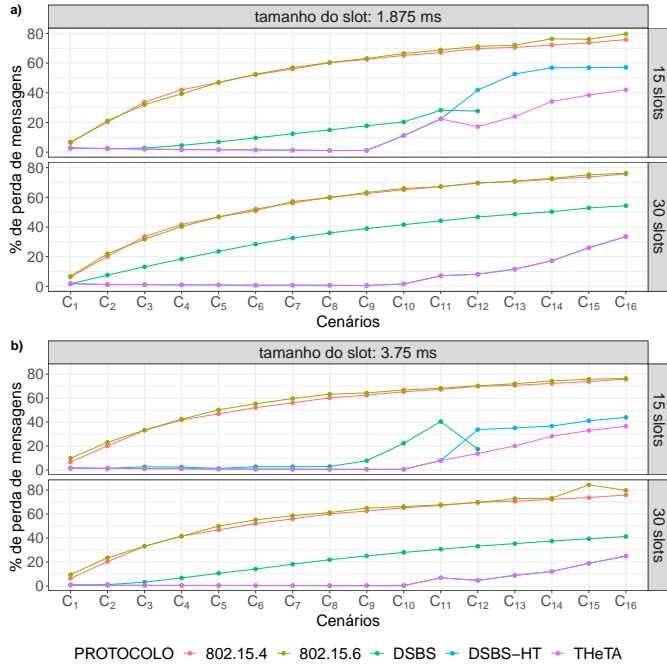 a)
tamanho do slot: 1.875 ms
80
60
40
20
0
15 slots
80
60
40
20
0
30 slots
% de perda de mensagens
C1 C2 C3 C4 C5 C6 C7 C8 C9 C10 C11 C12 C13 C14 C15 C16
Cenários
b)
tamanho do slot: 3.75 ms
80
60
40
20
0
15 slots
80
60
40
20
0
30 slots
% de perda de mensagens
C1 C2 C3 C4 C5 C6 C7 C8 C9 C10 C11 C12 C13 C14 C15 C16
Cenários
PROTOCOLO 802.15.4 802.15.6 DSBS DSBS−HT THeTA